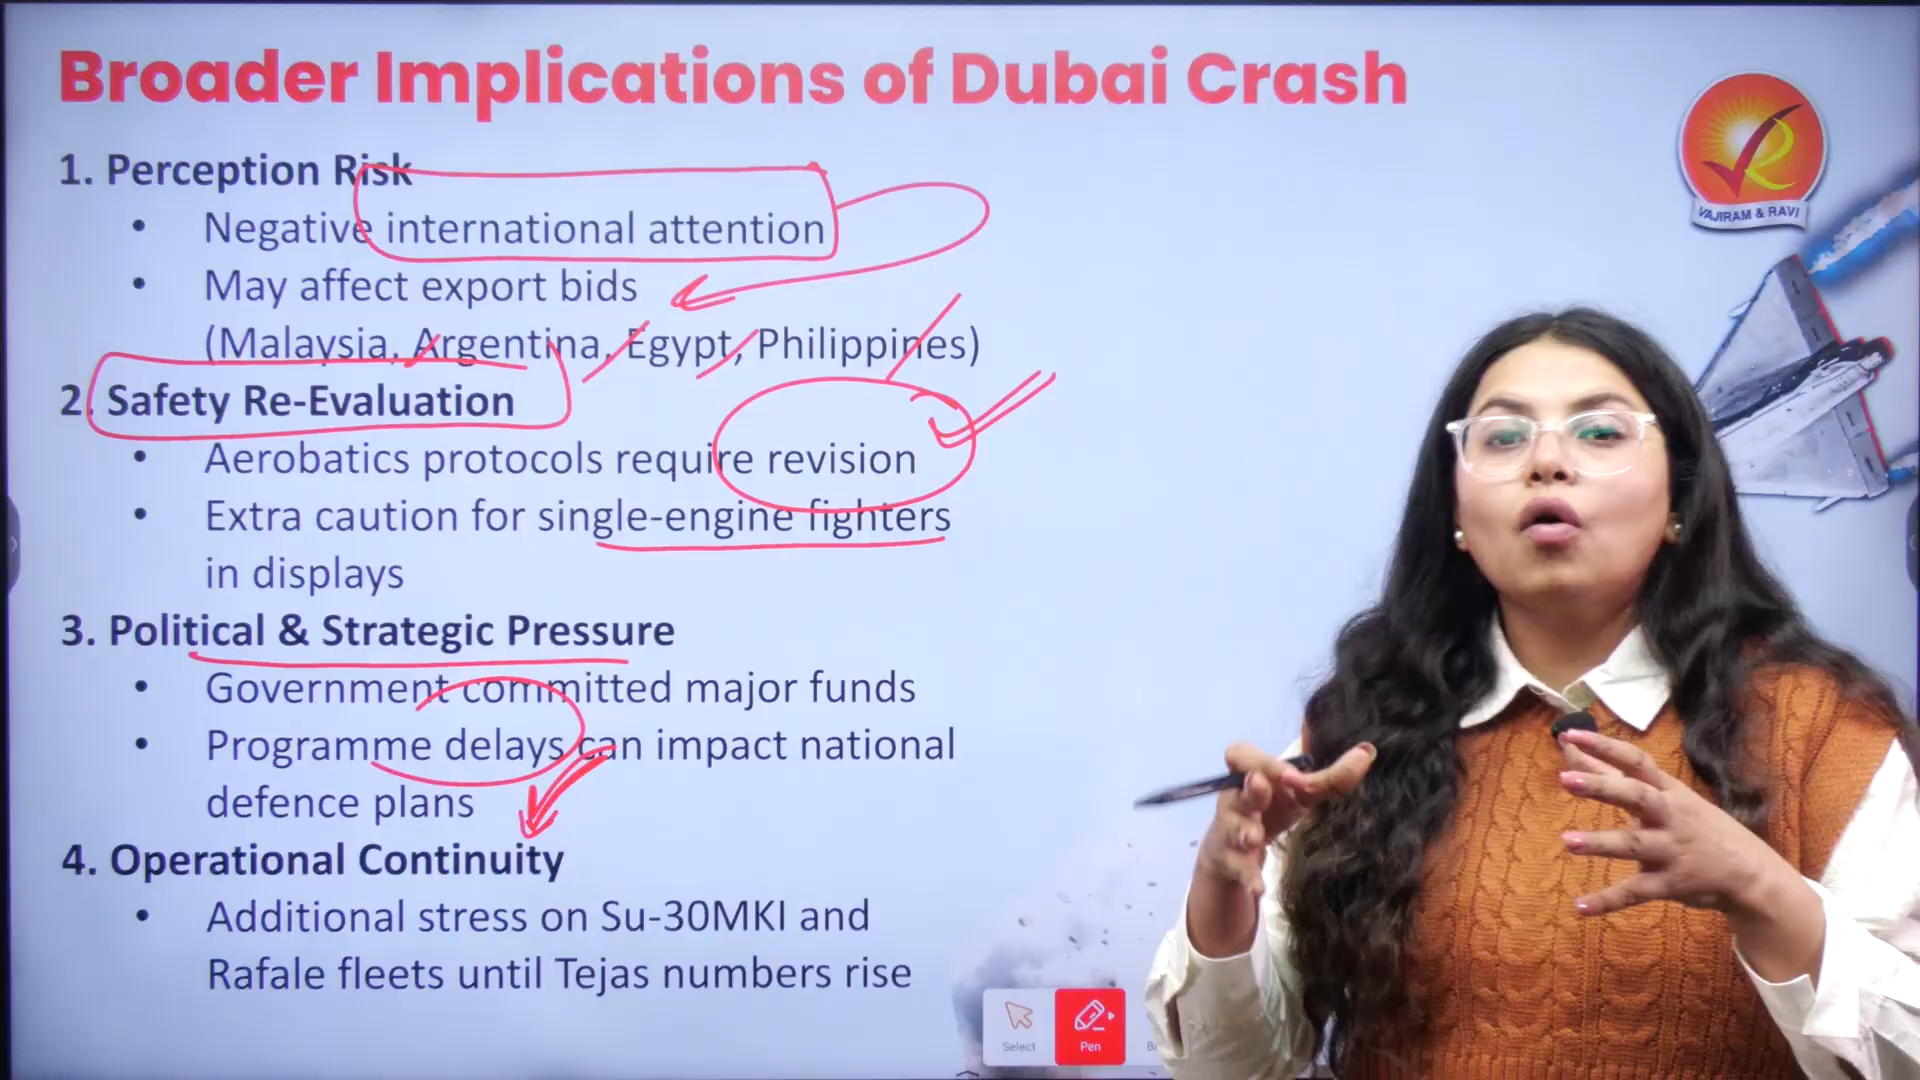 Broader Implications of Dubai Crash
1. Perception Risk
• Negative international attention
• May affect export bids
(Malaysia, Argentina, Egypt, Philippines)
2. Safety Re-Evaluation
• Aerobatics protocols require revision
• Extra caution for single-engine fighters
in displays
3. Political & Strategic Pressure
• Government committed major funds
• Programme delays can impact national
defence plans
4. Operational Continuity
• Additional stress on Su-30MKI and
Rafale fleets until Tejas numbers rise
VAJIRAM & RAVI
Select
Pen